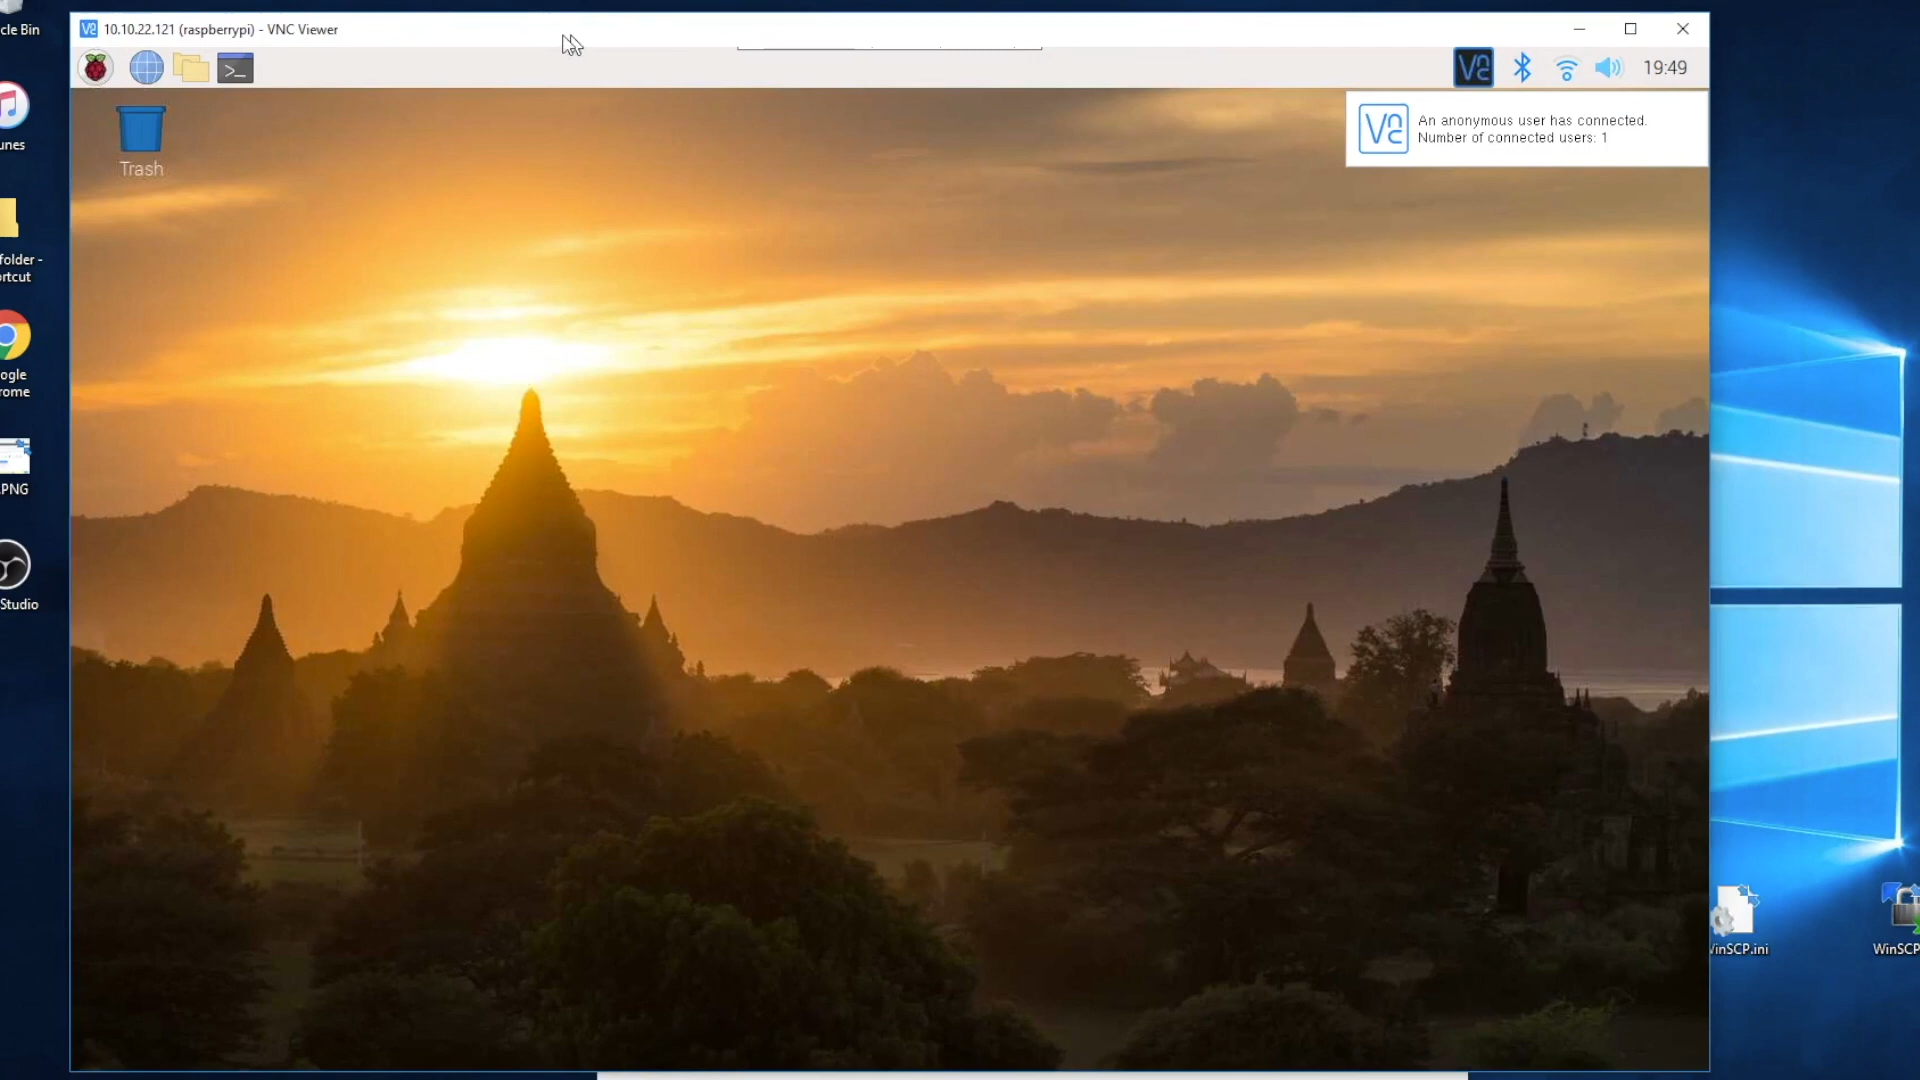 cle Bin
10.10.22.121 (raspberrypi) - VNC Viewer
19:49
An anonymous user has connected.
Number of connected users: 1
Trash
unes
folder -
ortcut
ogle
rome
.PNG
Studio
WinSCP.ini
WinSCP